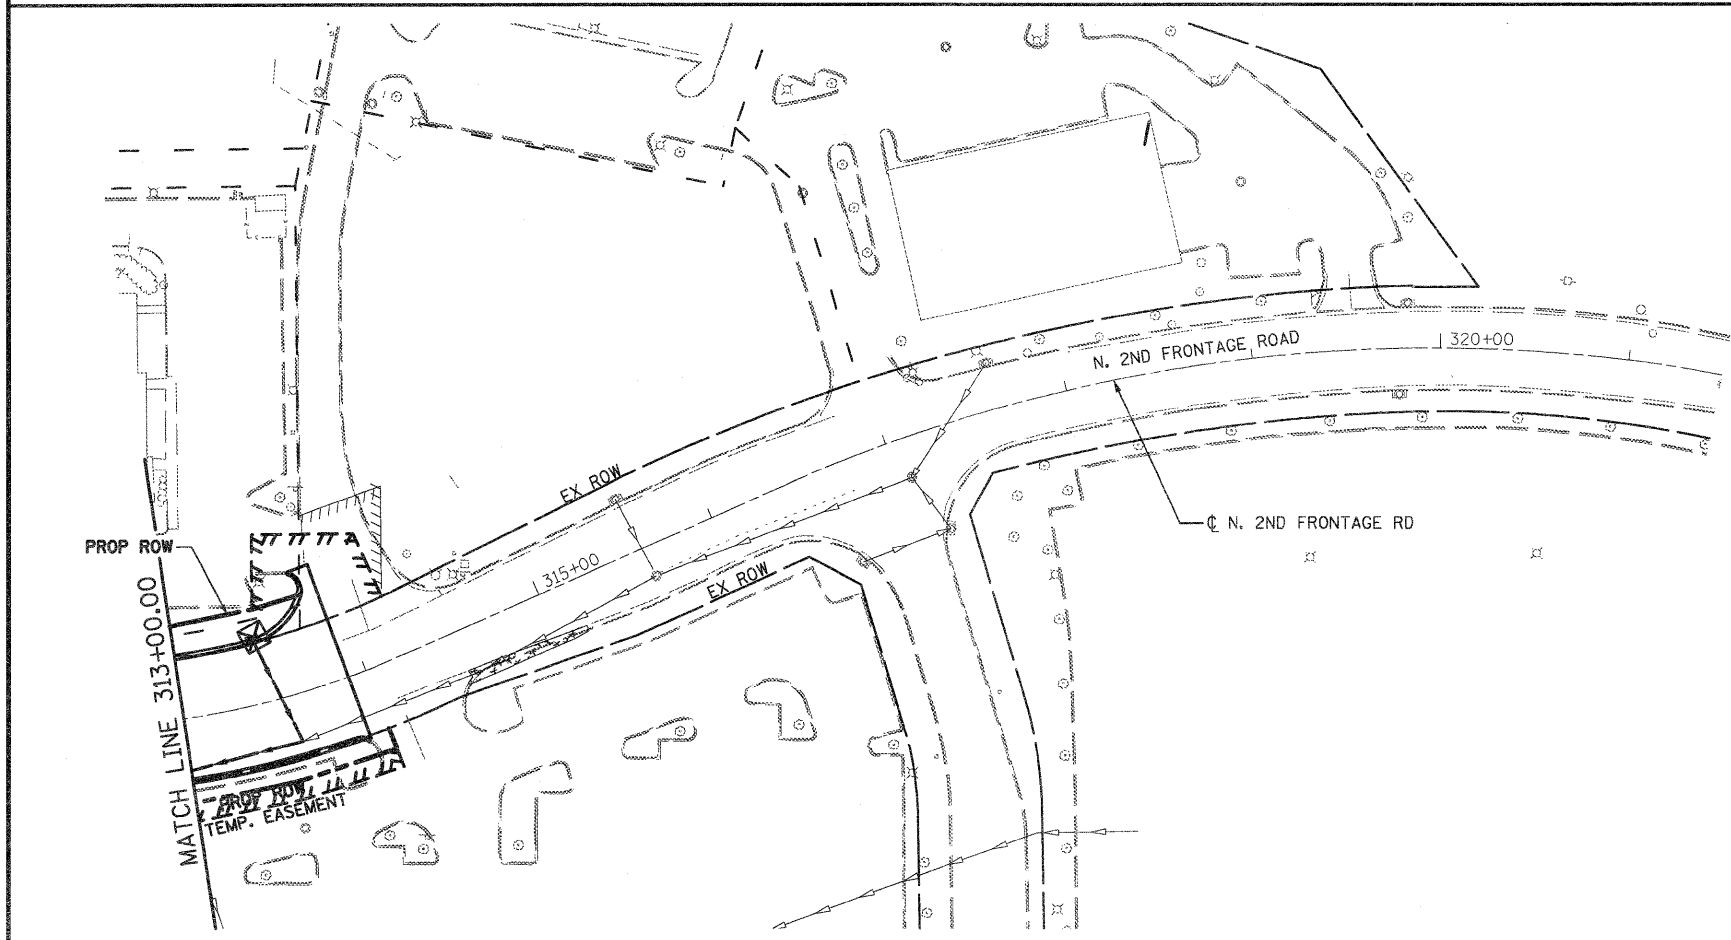 N. 2ND FRONTAGE ROAD
320+00
EX ROW
℄ N. 2ND FRONTAGE RD
PROP ROW
315+00
EX ROW
MATCH LINE 313+00.00
PROP ROW
TEMP. EASEMENT